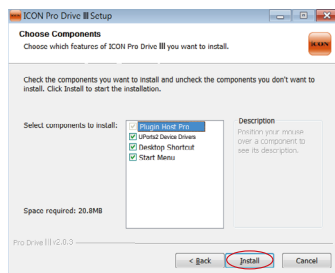 ICON Pro Drive III Setup
Choose Components
Choose which features of ICON Pro Drive III you want to install.
ICON
Check the components you want to install and uncheck the components you don't want to
install. Click Install to start the installation.
Select components to install:
Plugin Host Pro
UPorts2 Device Drivers
Desktop Shortcut
Start Menu
Description
Position your mouse
over a component to
see its description.
Space required: 20.8MB
Pro Drive III V2.0.3
< Back
Install
Cancel